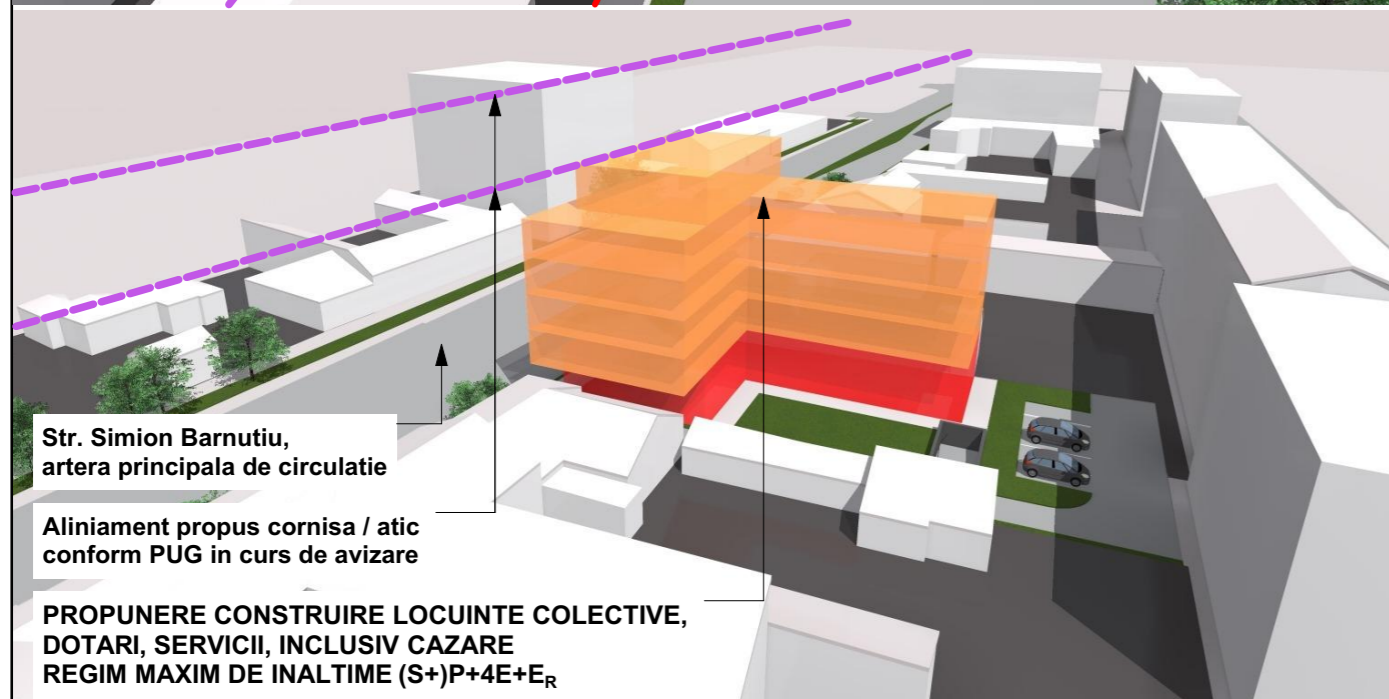 Str. Simion Barnutiu,
artera principala de circulatie
Aliniament propus cornisa / atic
conform PUG in curs de avizare
PROPUNERE CONSTRUIRE LOCUINTE COLECTIVE,
DOTARI, SERVICII, INCLUSIV CAZARE
REGIM MAXIM DE INALTIME (S+)P+4E+E_R